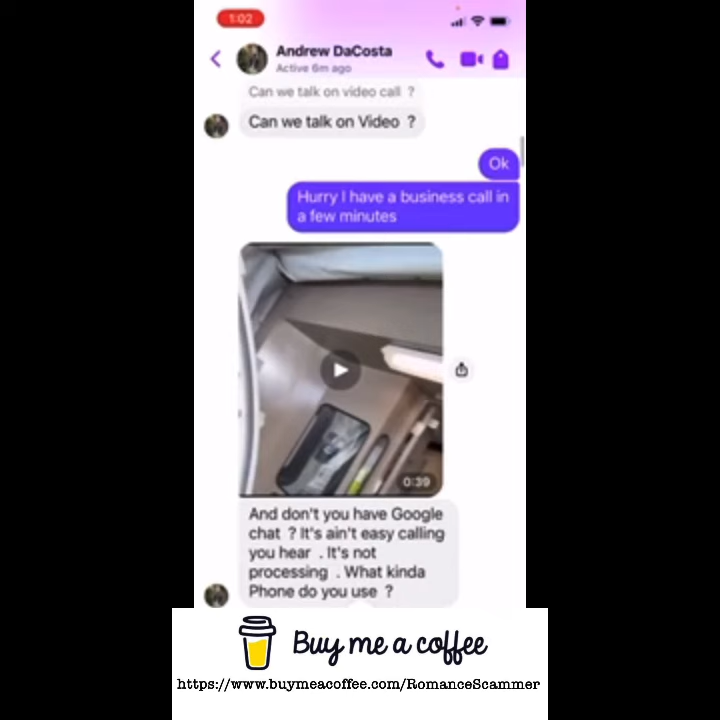 1:02
Andrew DaCosta
Active 6m ago
Can we talk on video call ?
Can we talk on Video ?
Ok
Hurry I have a business call in
a few minutes
0:39
And don't you have Google
chat ? It's ain't easy calling
you hear . It's not
processing . What kinda
Phone do you use ?
Buy me a coffee
https://www.buymeacoffee.com/RomanceScammer